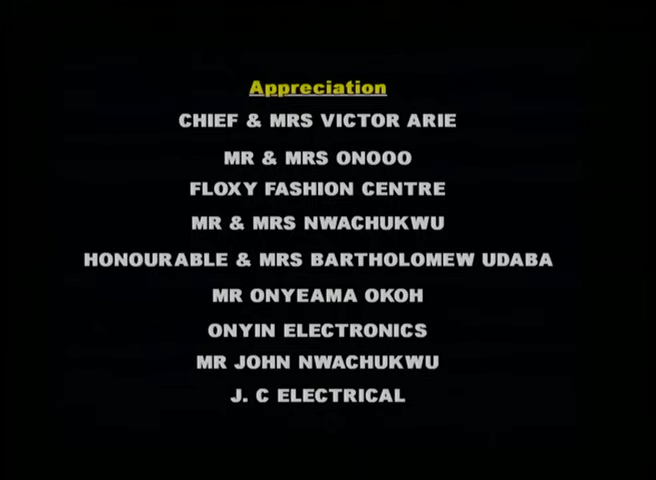 Appreciation
CHIEF & MRS VICTOR ARIE
MR & MRS ONOOO
FLOXY FASHION CENTRE
MR & MRS NWACHUKWU
HONOURABLE & MRS BARTHOLOMEW UDABA
MR ONYEAMA OKOH
ONYIN ELECTRONICS
MR JOHN NWACHUKWU
J. C ELECTRICAL